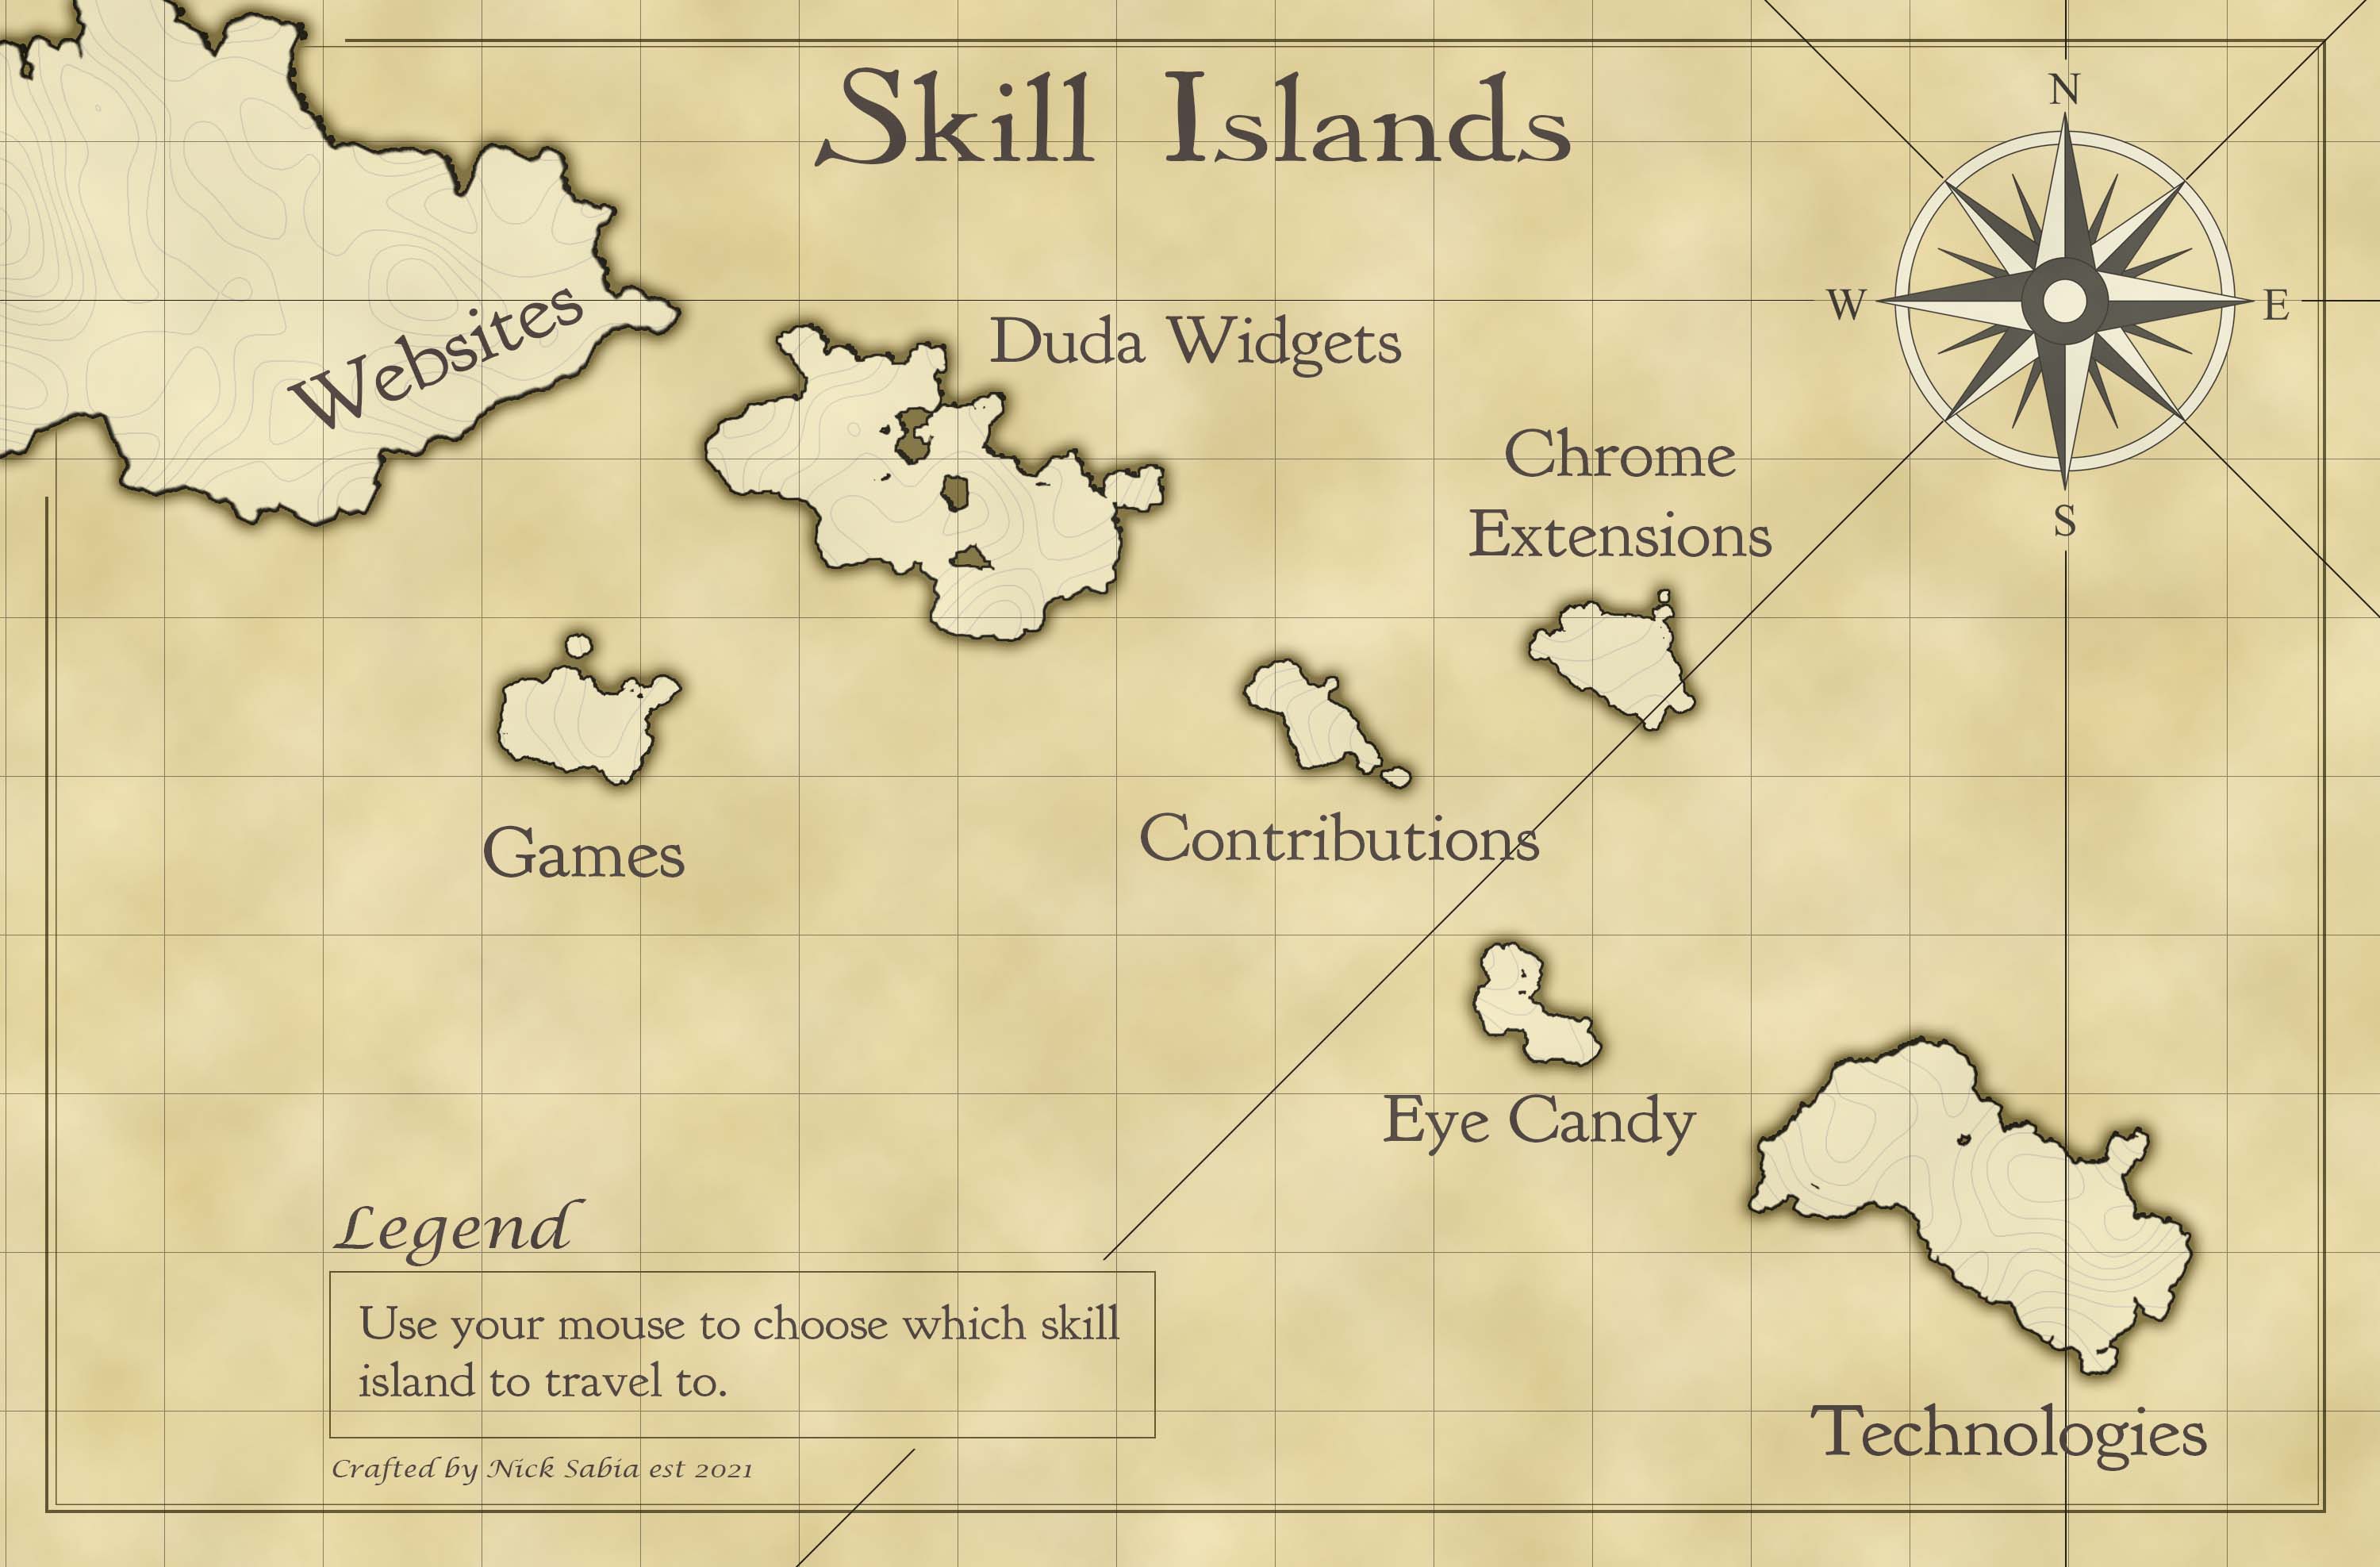 Skill Islands
N
W
E
S
Websites
Duda Widgets
Chrome
Extensions
Games
Contributions
Eye Candy
Technologies
Legend
Use your mouse to choose which skill
island to travel to.
Crafted by Nick Sabia est 2021